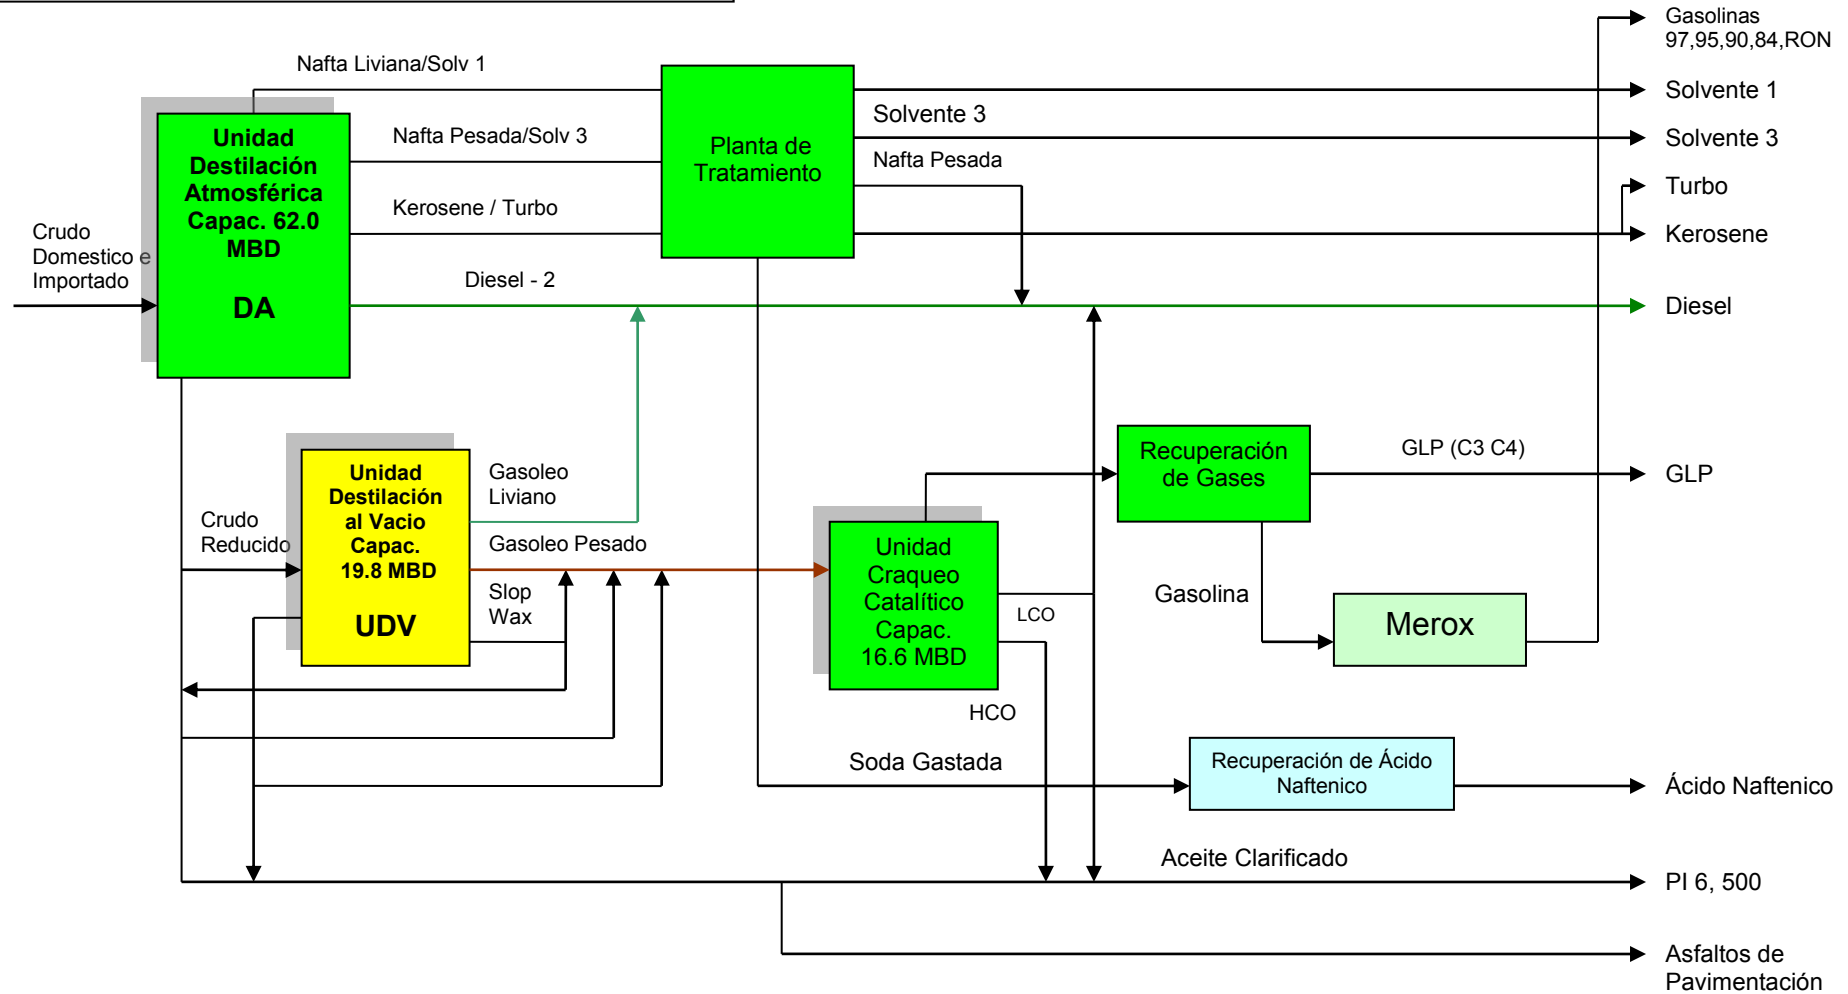 Gasolinas
97,95,90,84,RON
Nafta Liviana/Solv 1
Solvente 1
Solvente 3
Nafta Pesada/Solv 3
Unidad
Destilación
Atmosférica
Capac. 62.0
MBD
DA
Planta de
Tratamiento
Solvente 3
Nafta Pesada
Turbo
Kerosene / Turbo
Kerosene
Crudo
Domestico e
Importado
Diesel - 2
Diesel
Unidad
Destilación
al Vacio
Capac.
19.8 MBD
UDV
Gasoleo
Liviano
Recuperación
de Gases
GLP (C3 C4)
GLP
Crudo
Reducido
Gasoleo Pesado
Unidad
Craqueo
Catalítico
Capac.
16.6 MBD
Slop
Wax
LCO
Gasolina
Merox
HCO
Soda Gastada
Recuperación de Ácido
Naftenico
Ácido Naftenico
Aceite Clarificado
PI 6, 500
Asfaltos de
Pavimentación